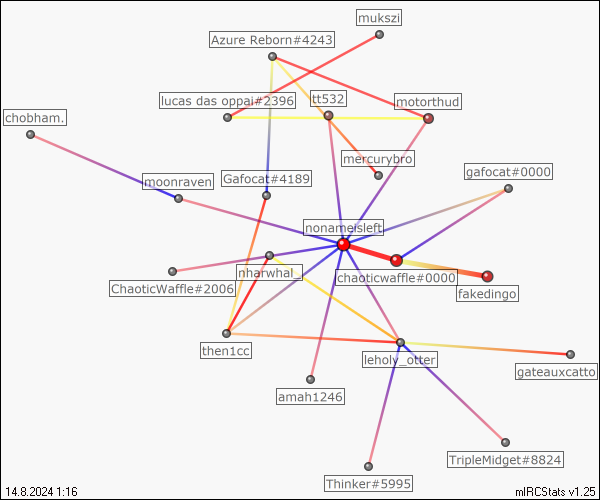 mukszi
Azure Reborn#4243
lucas das oppai#2396
tt532
motorthud
chobham.
mercurybro
gafocat#0000
moonraven
Gafocat#4189
nonameisleft
nharwhal_
chaoticwaffle#0000
ChaoticWaffle#2006
fakedingo
then1cc
leholy_otter
gateauxcatto
amah1246
TripleMidget#8824
Thinker#5995
14.8.2024 1:16
mIRCStats v1.25